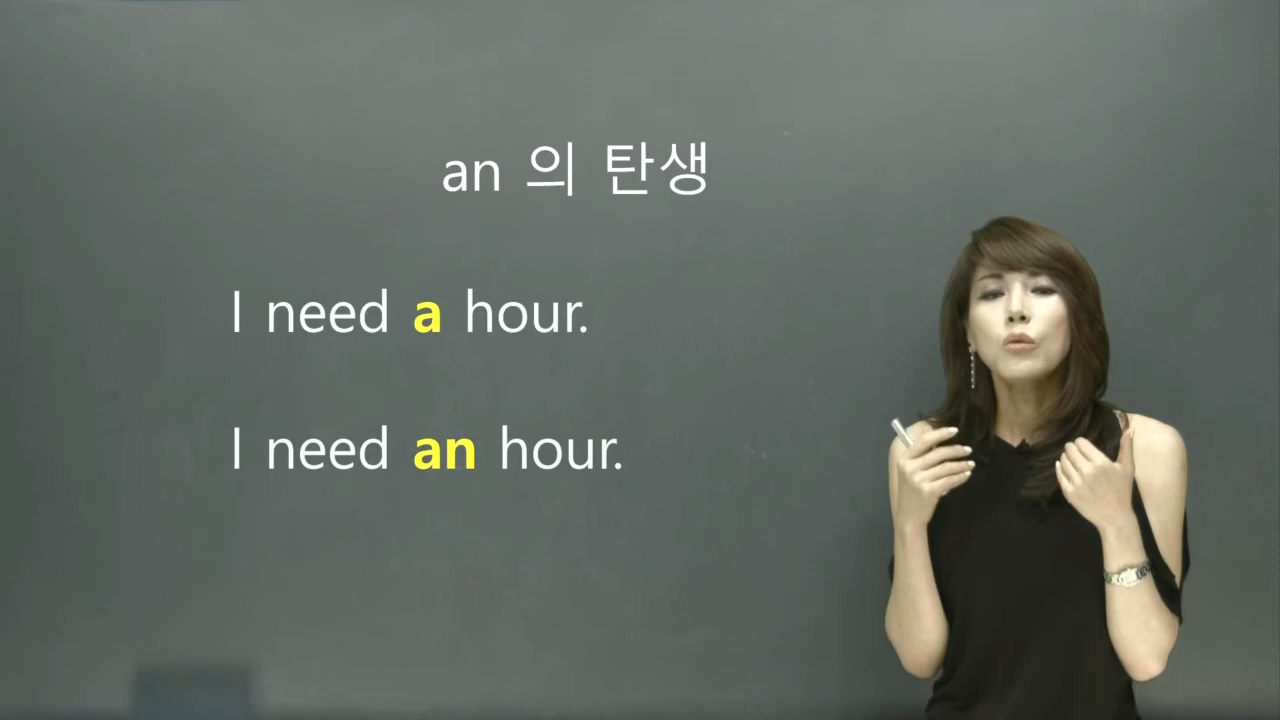 an 의 탄생
I need a hour.
I need an hour.